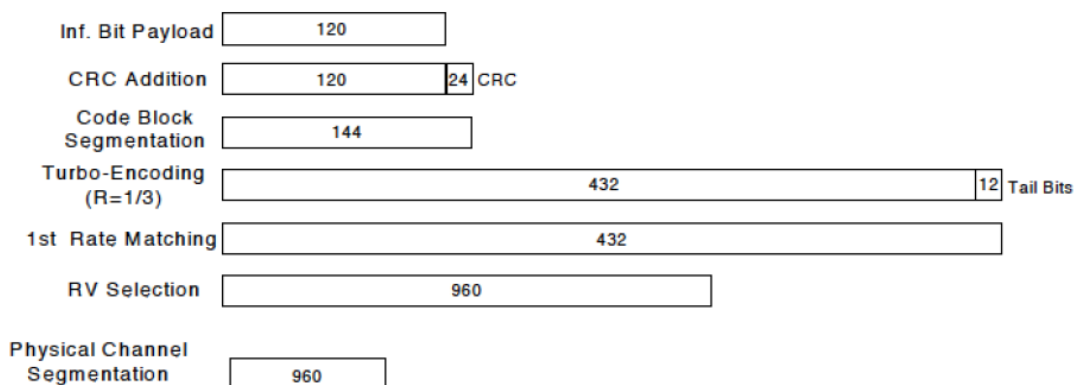 Inf. Bit Payload 120
CRC Addition 120 24 CRC
Code Block
Segmentation 144
Turbo-Encoding
(R=1/3) 432 12 Tail Bits
1st Rate Matching 432
RV Selection 960
Physical Channel
Segmentation 960